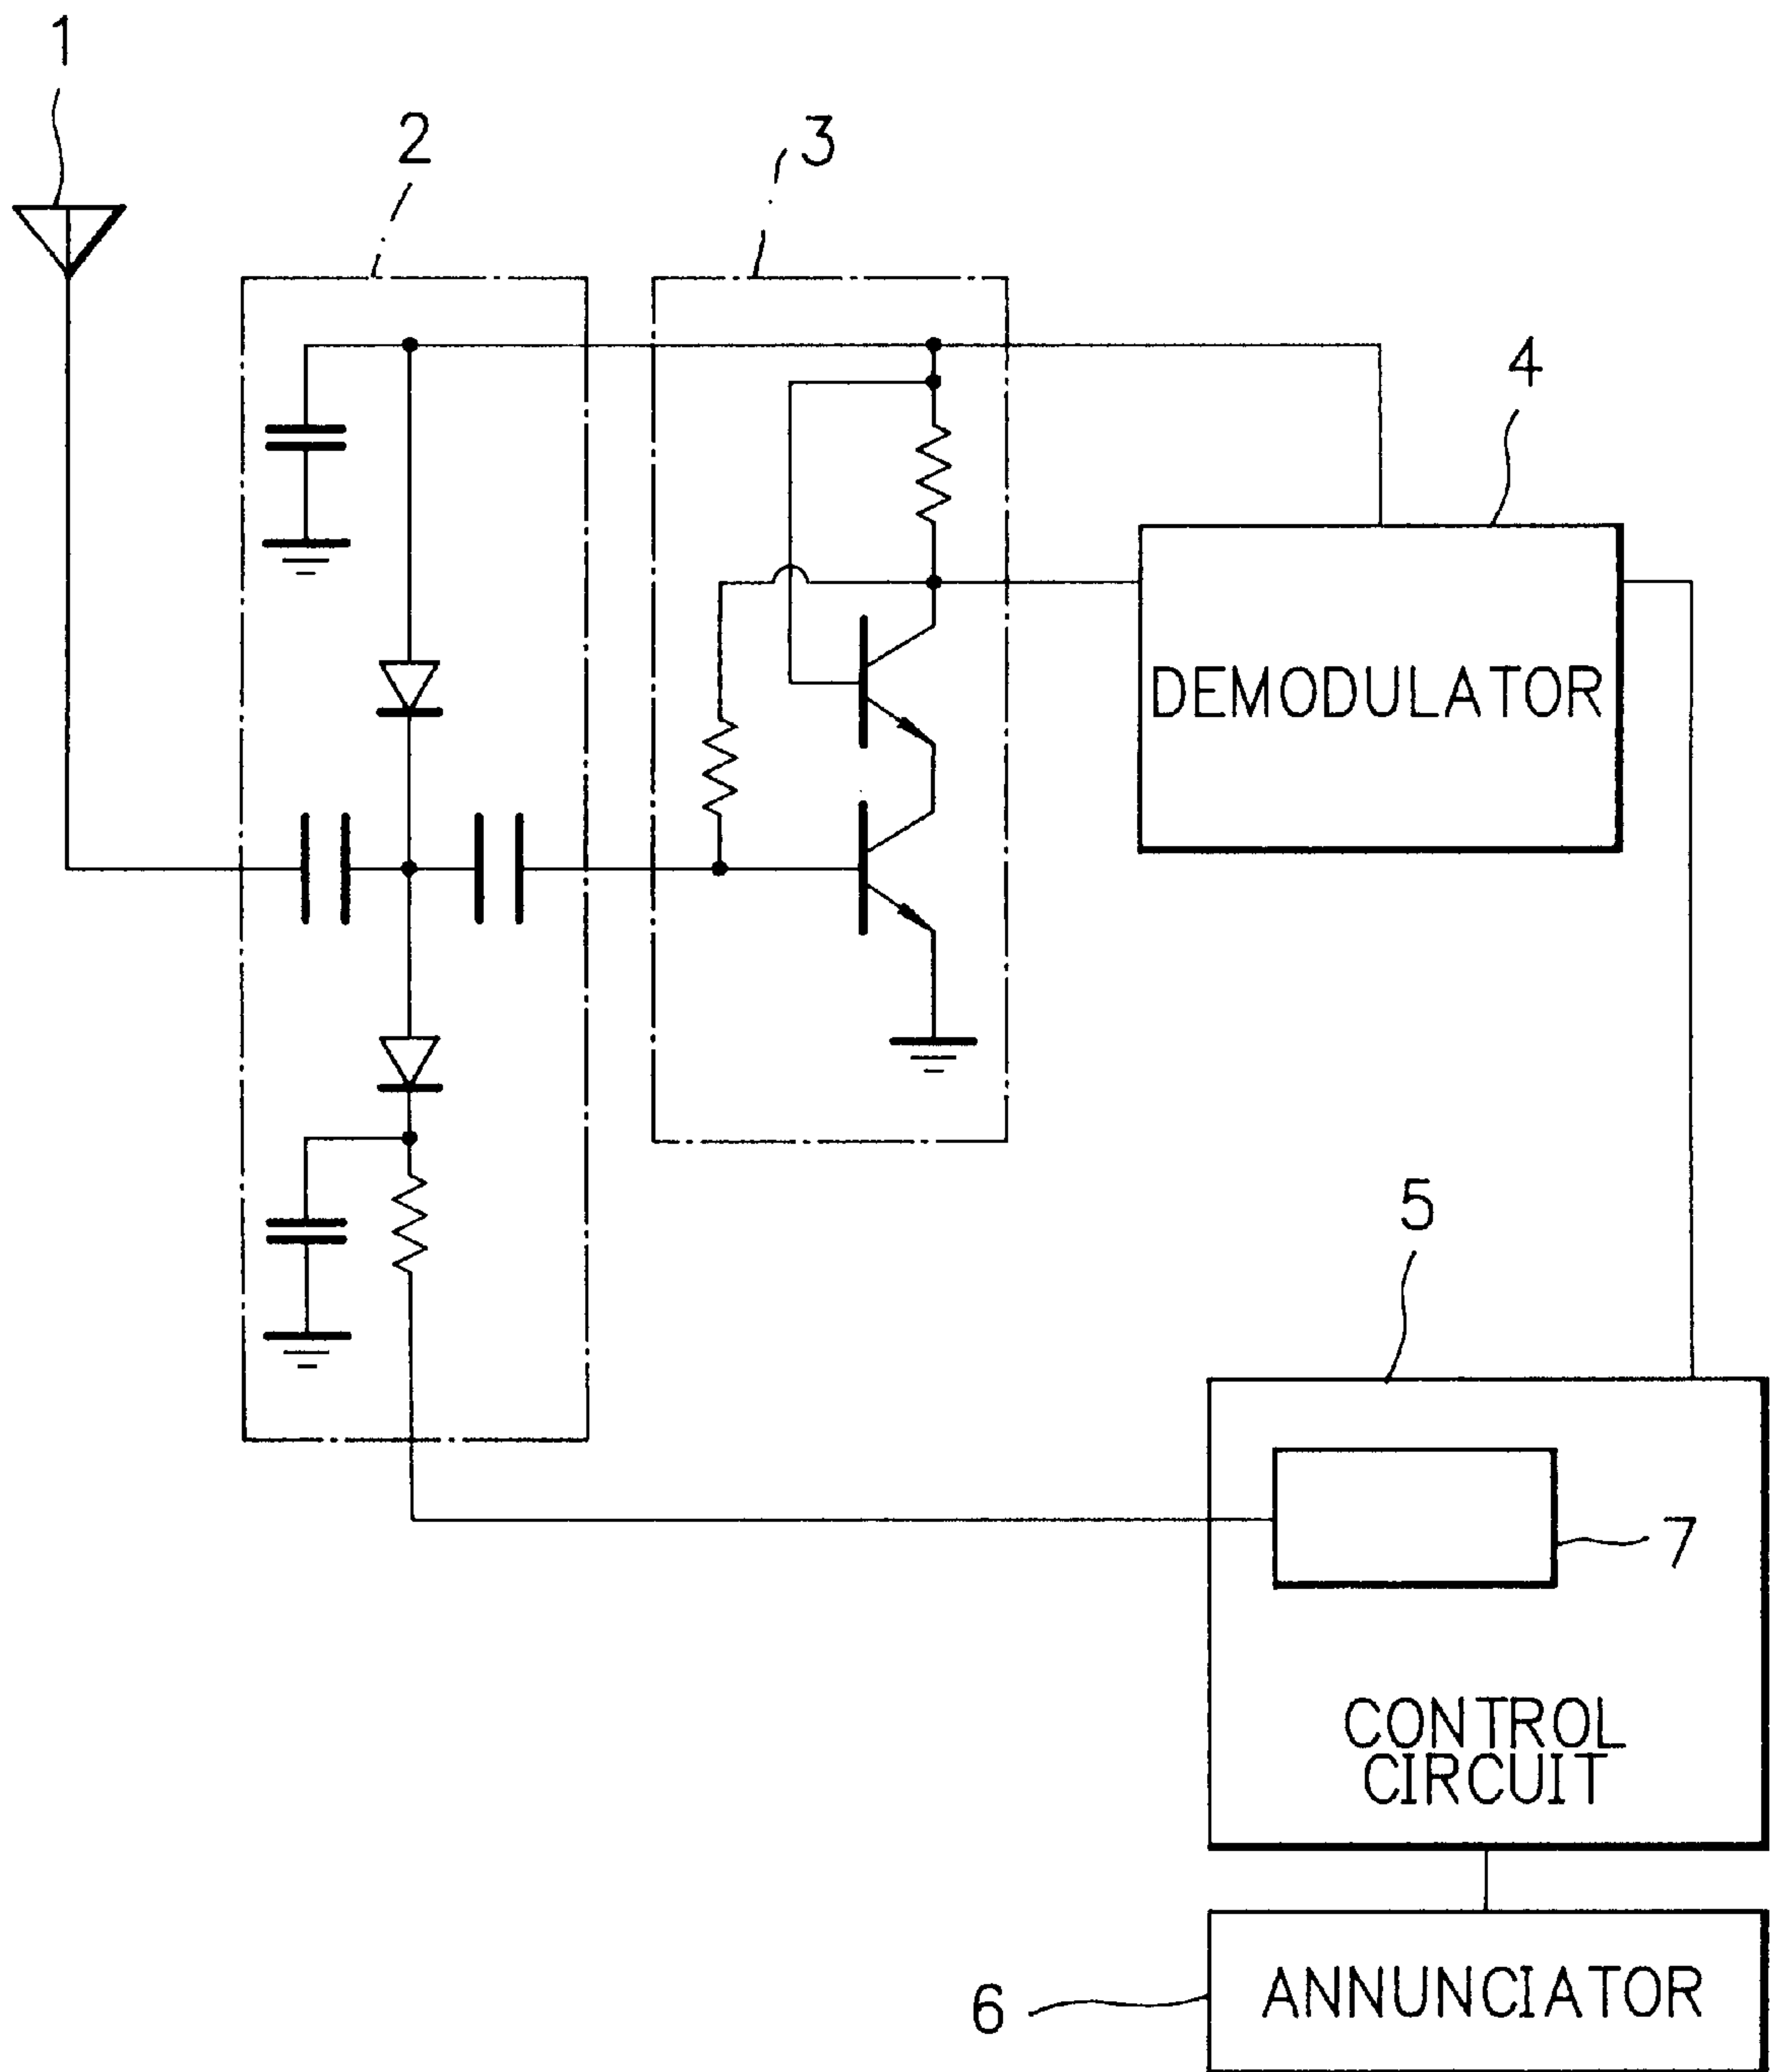 1
2
3
4
DEMODULATOR
5
7
CONTROL
CIRCUIT
6
ANNUNCIATOR